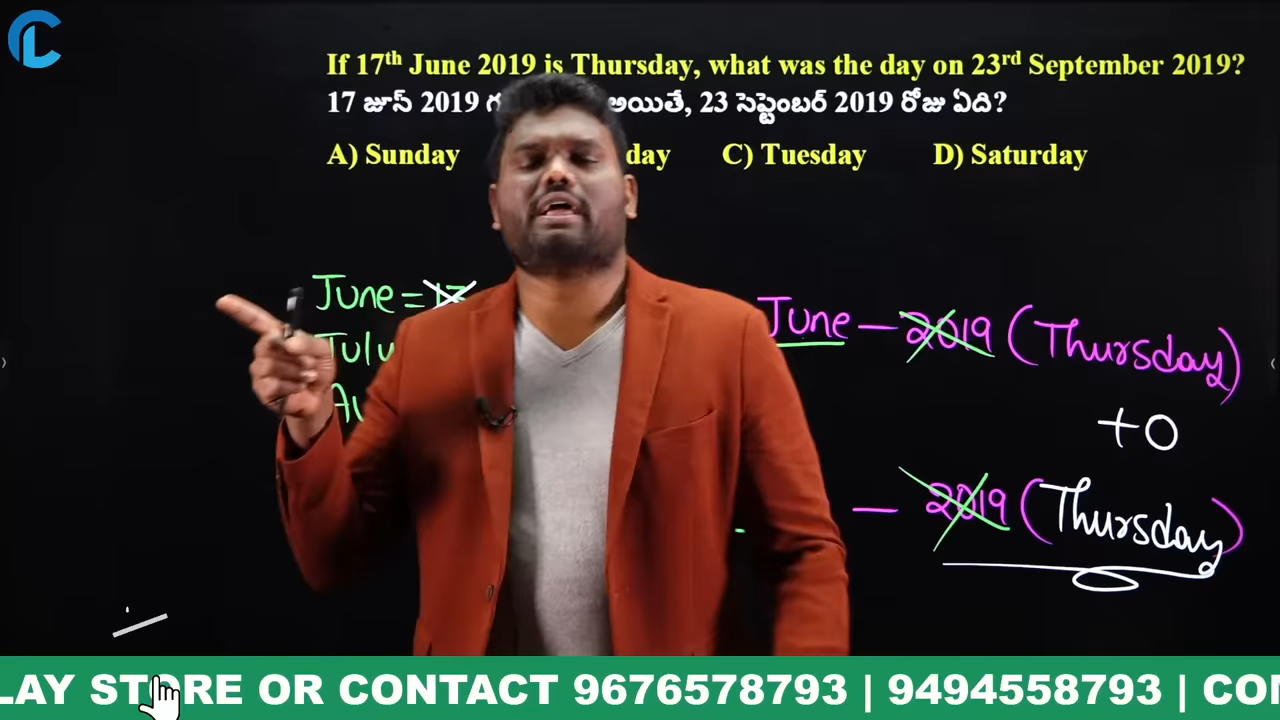 If 17th June 2019 is Thursday, what was the day on 23rd September 2019?
17 జూన్ 2019 అయితే, 23 సెప్టెంబర్ 2019 రోజు ఏది?
A) Sunday day C) Tuesday D) Saturday
June = 13
June — 2019 (Thursday)
+0
— 2019 (Thursday)
LAY STORE OR CONTACT 9676578793 | 9494558793 | CON